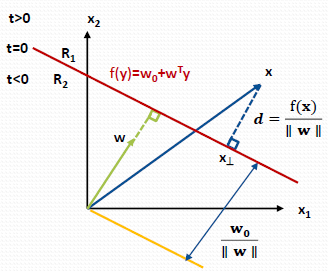 t>0
x₂
t=0
R₁
f(y)=w₀+wᵀy
x
t<0
R₂
w
d = f(x) / ‖ w ‖
x⊥
x₁
w₀ / ‖ w ‖